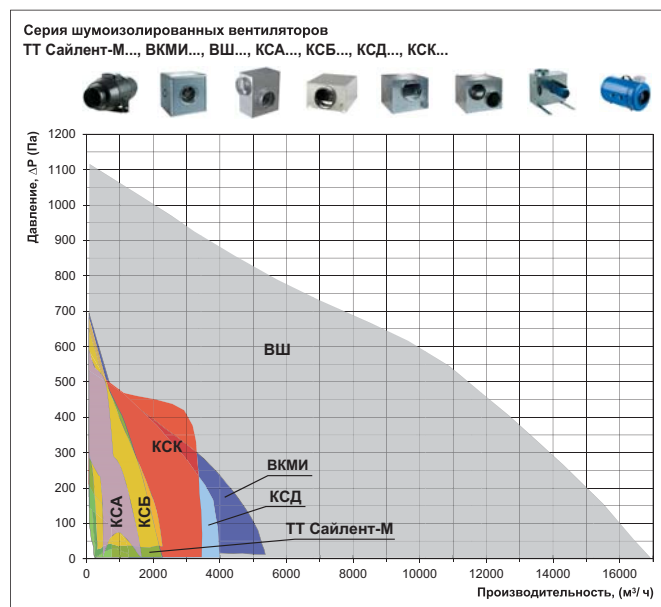 Серия шумоизолированных вентиляторов
ТТ Сайлент-М..., ВКМИ..., ВШ..., КСА..., КСБ..., КСД..., КСК...
Давление, ΔP (Па)
1200
1100
1000
900
800
700
600
500
400
300
200
100
0
ВШ
КСК
ВКМИ
КСД
ТТ Сайлент-М
КСА
КСБ
0 2000 4000 6000 8000 10000 12000 14000 16000
Производительность, (м³/ ч)